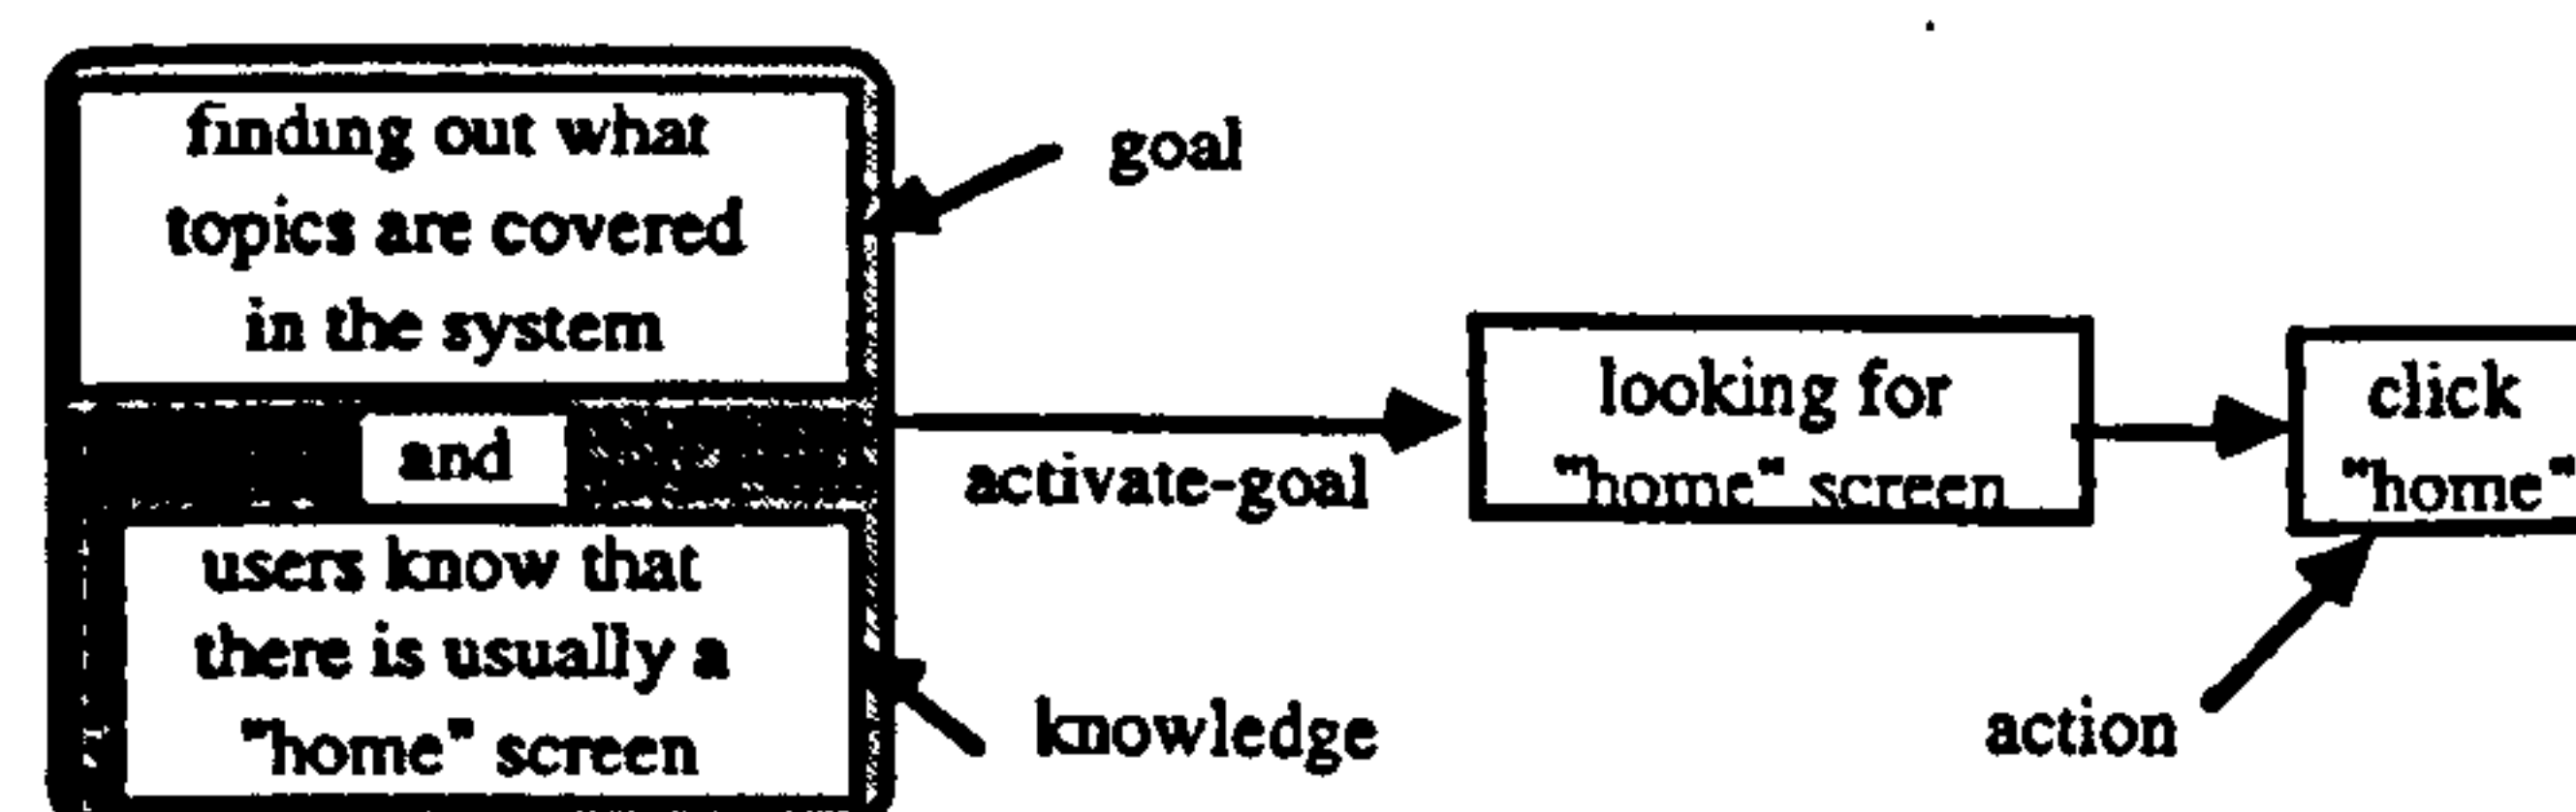 finding out what
topics are covered
in the system
goal
and
activate-goal
users know that
there is usually a
"home" screen
knowledge
looking for
"home" screen
click
"home"
action